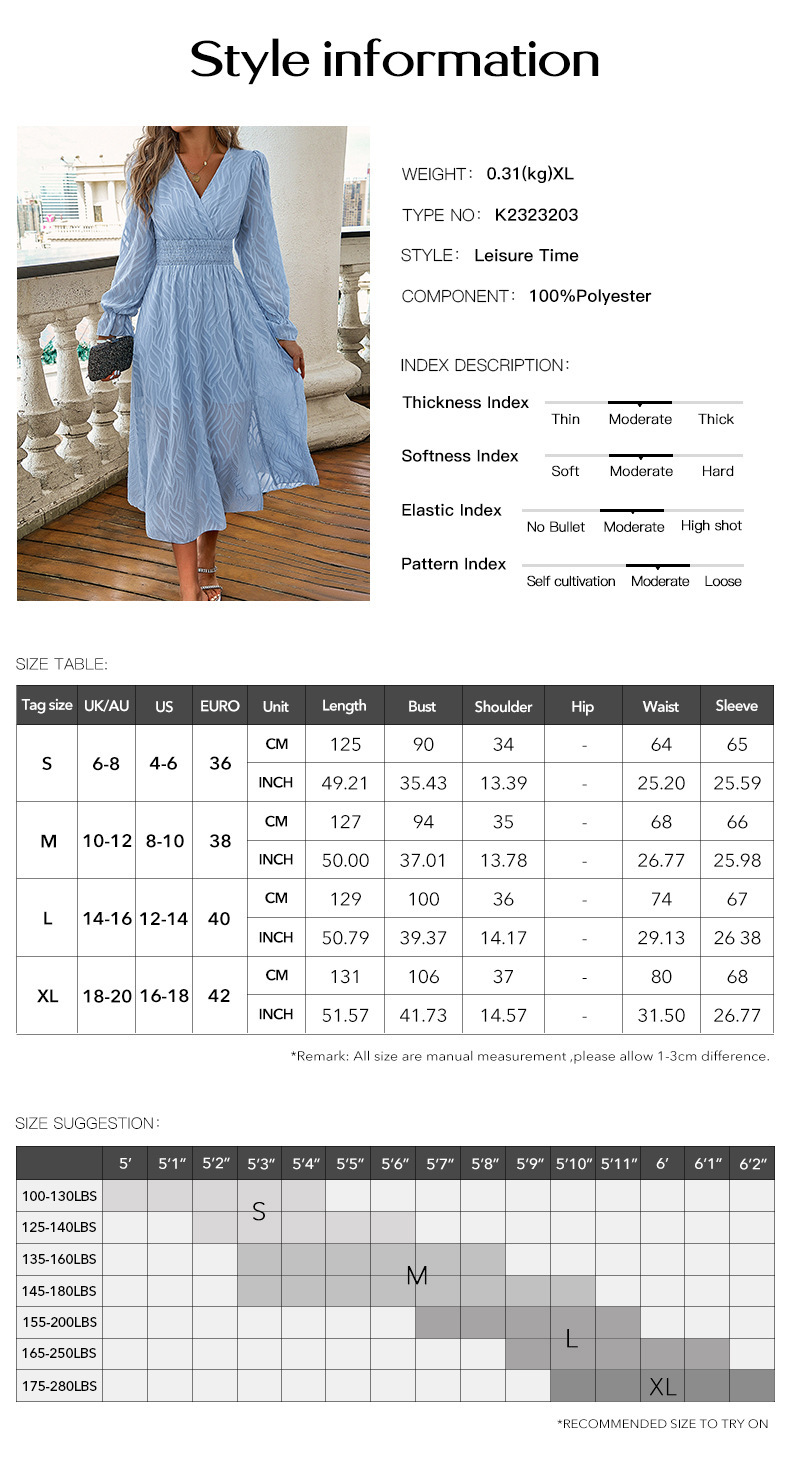 Style information
WEIGHT: 0.31(kg)XL
TYPE NO: K2323203
STYLE: Leisure Time
COMPONENT: 100%Polyester
INDEX DESCRIPTION:
Thickness Index
Thin Moderate Thick
Softness Index
Soft Moderate Hard
Elastic Index
No Bullet Moderate High shot
Pattern Index
Self cultivation Moderate Loose
SIZE TABLE:
Tag size UK/AU US EURO Unit Length Bust Shoulder Hip Waist Sleeve
S 6-8 4-6 36
CM 125 90 34 - 64 65
INCH 49.21 35.43 13.39 - 25.20 25.59
M 10-12 8-10 38
CM 127 94 35 - 68 66
INCH 50.00 37.01 13.78 - 26.77 25.98
L 14-16 12-14 40
CM 129 100 36 - 74 67
INCH 50.79 39.37 14.17 - 29.13 26 38
XL 18-20 16-18 42
CM 131 106 37 - 80 68
INCH 51.57 41.73 14.57 - 31.50 26.77
*Remark: All size are manual measurement ,please allow 1-3cm difference.
SIZE SUGGESTION:
5' 5'1" 5'2" 5'3" 5'4" 5'5" 5'6" 5'7" 5'8" 5'9" 5'10" 5'11" 6' 6'1" 6'2"
100-130LBS
S
125-140LBS
135-160LBS
M
145-180LBS
155-200LBS
L
165-250LBS
175-280LBS XL
*RECOMMENDED SIZE TO TRY ON